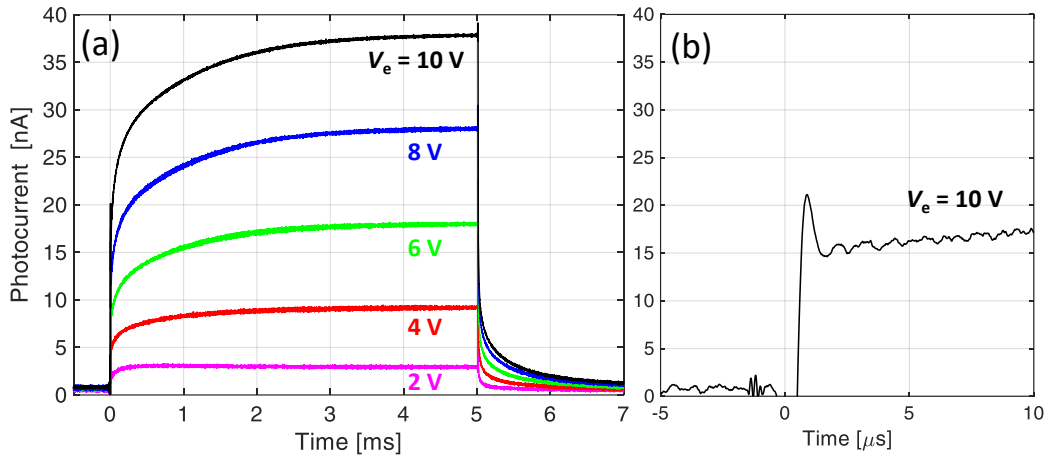 (a)
Photocurrent [nA]
40
35
30
25
20
15
10
5
0
Vₑ = 10 V
8 V
6 V
4 V
2 V
0 1 2 3 4 5 6 7
Time [ms]
(b)
40
35
30
25
20
15
10
5
0
Vₑ = 10 V
-5 0 5 10
Time [μs]